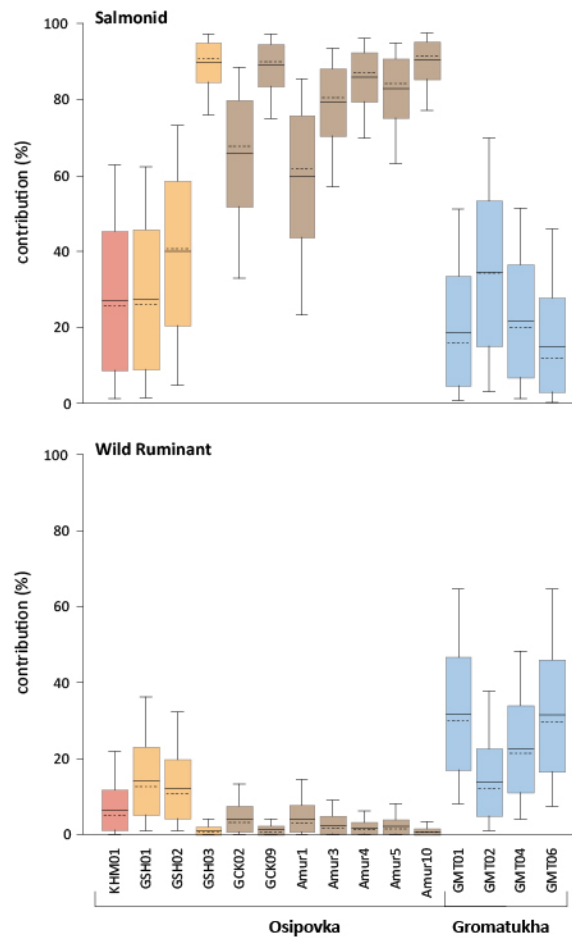 Salmonid
contribution (%)
100
80
60
40
20
0
Wild Ruminant
contribution (%)
100
80
60
40
20
0
KHM01
GSH01
GSH02
GSH03
GCK02
GCK09
Amur1
Amur3
Amur4
Amur5
Amur10
GMT01
GMT02
GMT04
GMT06
Osipovka
Gromatukha